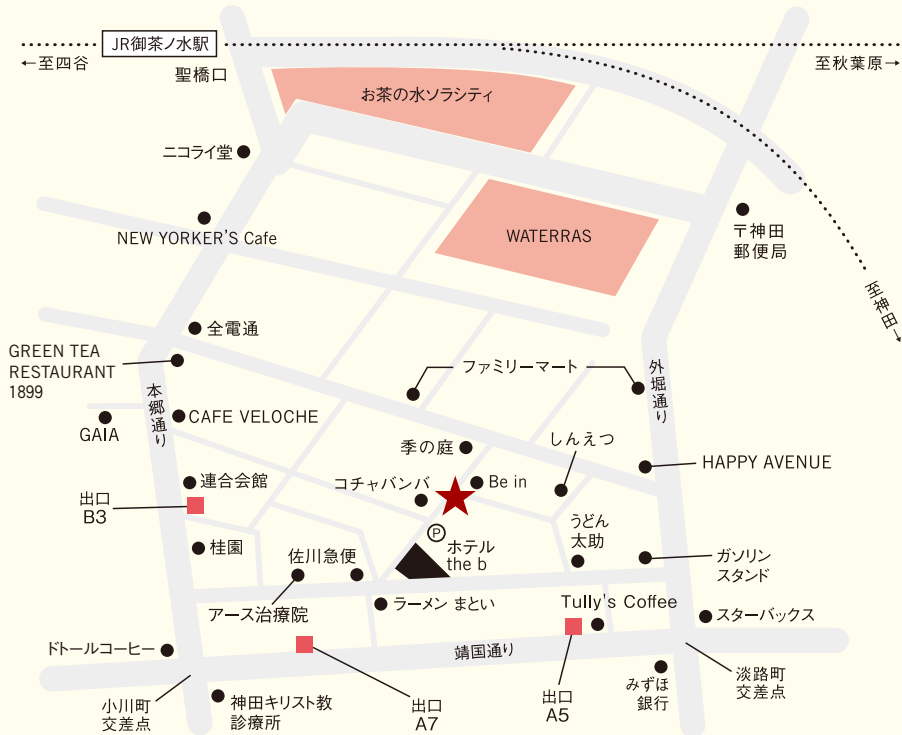 JR御茶ノ水駅
←至四谷
聖橋口
至秋葉原→
お茶の水ソラシティ
ニコライ堂
NEW YORKER'S Cafe
WATERRAS
〒神田
郵便局
至神田→
全電通
GREEN TEA
RESTAURANT
1899
ファミリーマート
外堀通り
本郷通り
CAFE VELOCHE
GAIA
季の庭
しんえつ
HAPPY AVENUE
連合会館
コチャバンバ
Be in
出口
B3
P
うどん
太助
桂園
佐川急便
ホテル
the b
ガソリン
スタンド
アース治療院
ラーメン まとい
Tully's Coffee
スターバックス
ドトールコーヒー
靖国通り
小川町
交差点
神田キリスト教
診療所
出口
A7
出口
A5
みずほ
銀行
淡路町
交差点